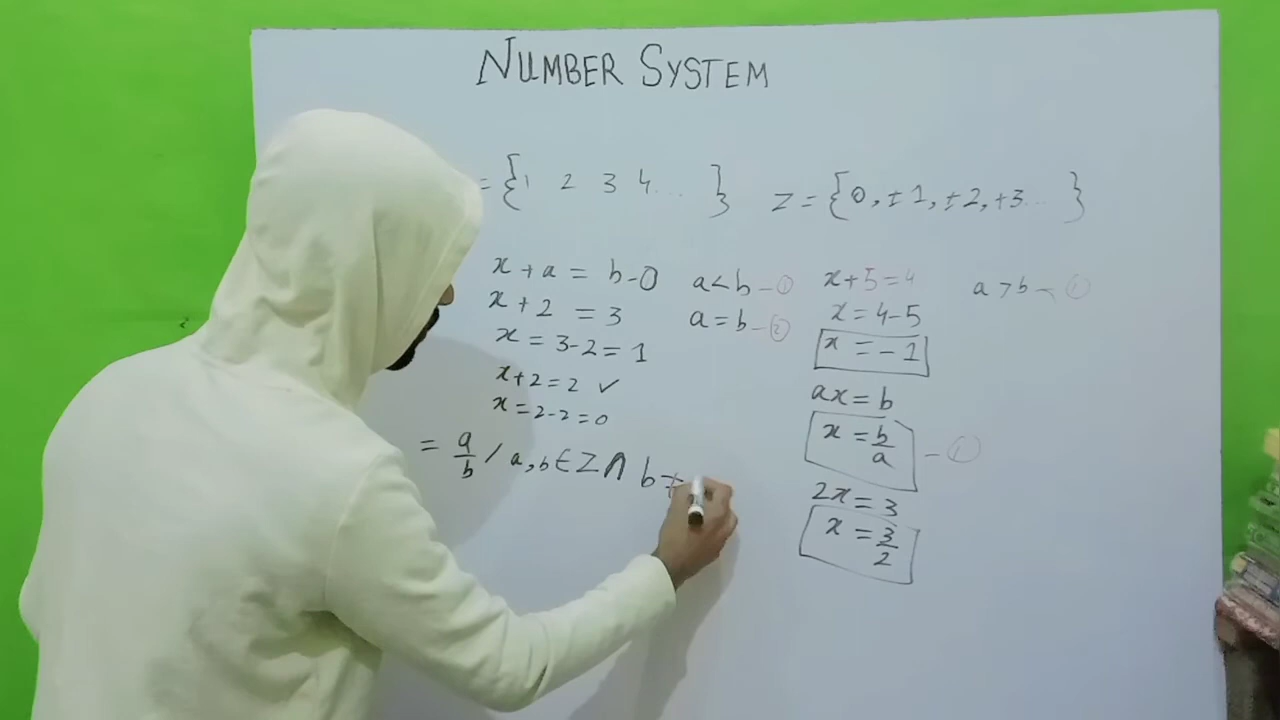 NUMBER SYSTEM
= {1 2 3 4 ... }
Z = {0, ±1, ±2, +3 ... }
x + a = b - ①
x + 2 = 3
x = 3-2 = 1
x+2=2 ✓
x = 2-2 = 0
= a/b / a,b ∈ Z ∩ b ≠
a < b - ①
a = b - ②
x+5=4
x = 4-5
x = -1
ax = b
x = b/a - ①
2x = 3
x = 3/2
a > b - ①